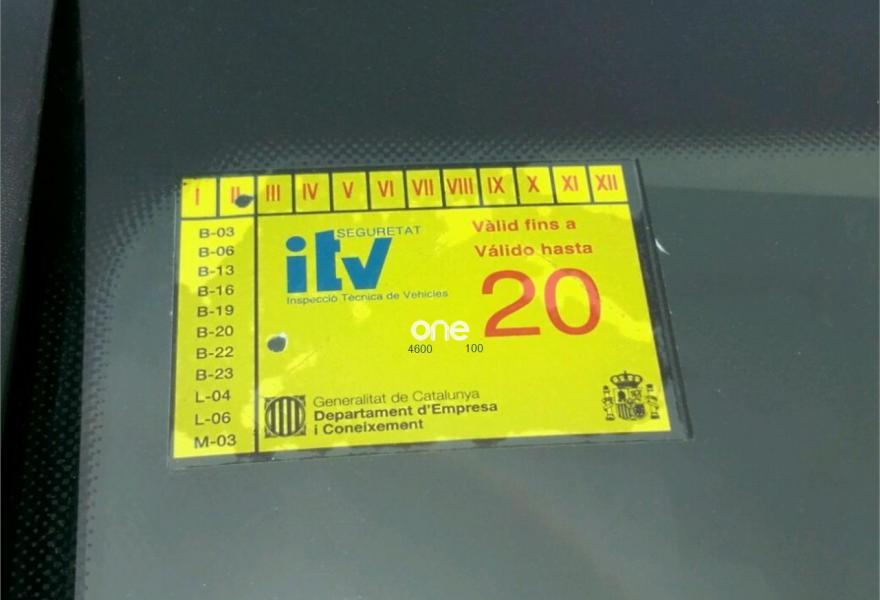 I II III IV V VI VII VIII IX X XI XII
B-03
B-06
B-13
B-16
B-19
B-20
B-22
B-23
L-04
L-06
M-03
SEGURETAT
itv
Inspecció Tècnica de Vehicles
Vàlid fins a
Válido hasta
20
one
4600 100
Generalitat de Catalunya
Departament d'Empresa
i Coneixement